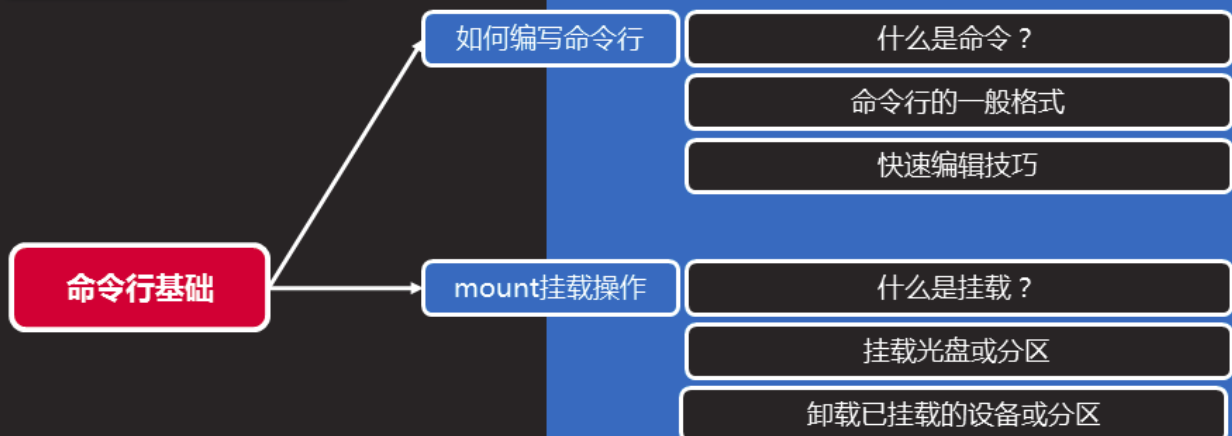 如何编写命令行
什么是命令？
命令行的一般格式
快速编辑技巧
命令行基础
mount挂载操作
什么是挂载？
挂载光盘或分区
卸载已挂载的设备或分区